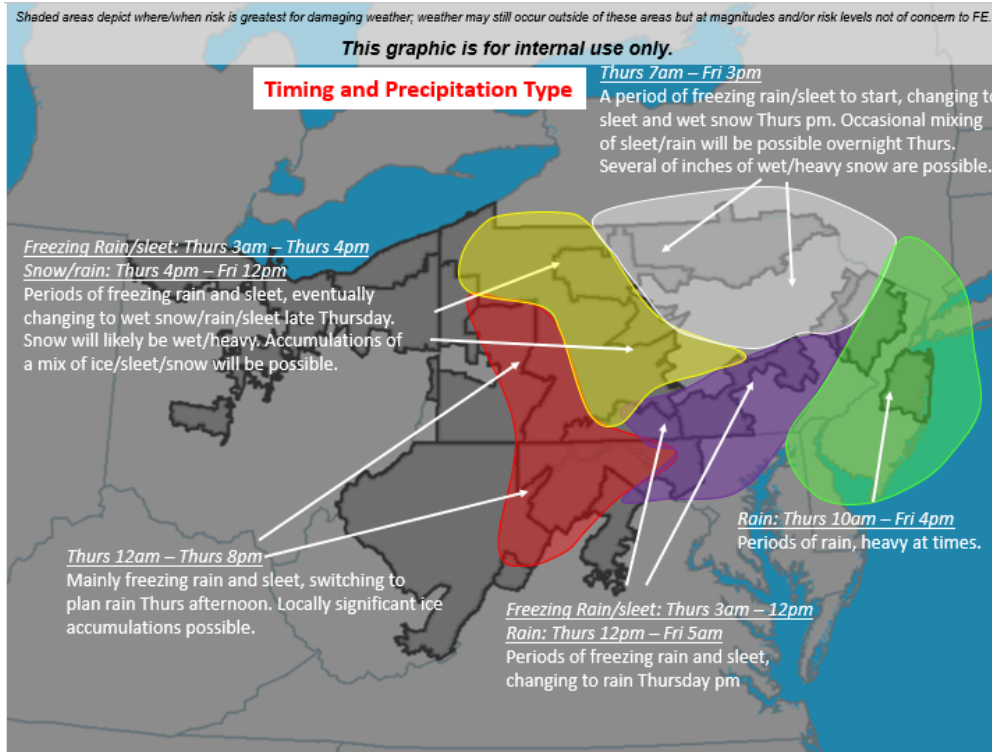 Shaded areas depict where/when risk is greatest for damaging weather; weather may still occur outside of these areas but at magnitudes and/or risk levels not of concern to FE.
This graphic is for internal use only.
Timing and Precipitation Type
Thurs 7am – Fri 3pm
A period of freezing rain/sleet to start, changing to
sleet and wet snow Thurs pm. Occasional mixing
of sleet/rain will be possible overnight Thurs.
Several of inches of wet/heavy snow are possible.
Freezing Rain/sleet: Thurs 3am – Thurs 4pm
Snow/rain: Thurs 4pm – Fri 12pm
Periods of freezing rain and sleet, eventually
changing to wet snow/rain/sleet late Thursday.
Snow will likely be wet/heavy. Accumulations of
a mix of ice/sleet/snow will be possible.
Thurs 12am – Thurs 8pm
Mainly freezing rain and sleet, switching to
plan rain Thurs afternoon. Locally significant ice
accumulations possible.
Rain: Thurs 10am – Fri 4pm
Periods of rain, heavy at times.
Freezing Rain/sleet: Thurs 3am – 12pm
Rain: Thurs 12pm – Fri 5am
Periods of freezing rain and sleet,
changing to rain Thursday pm